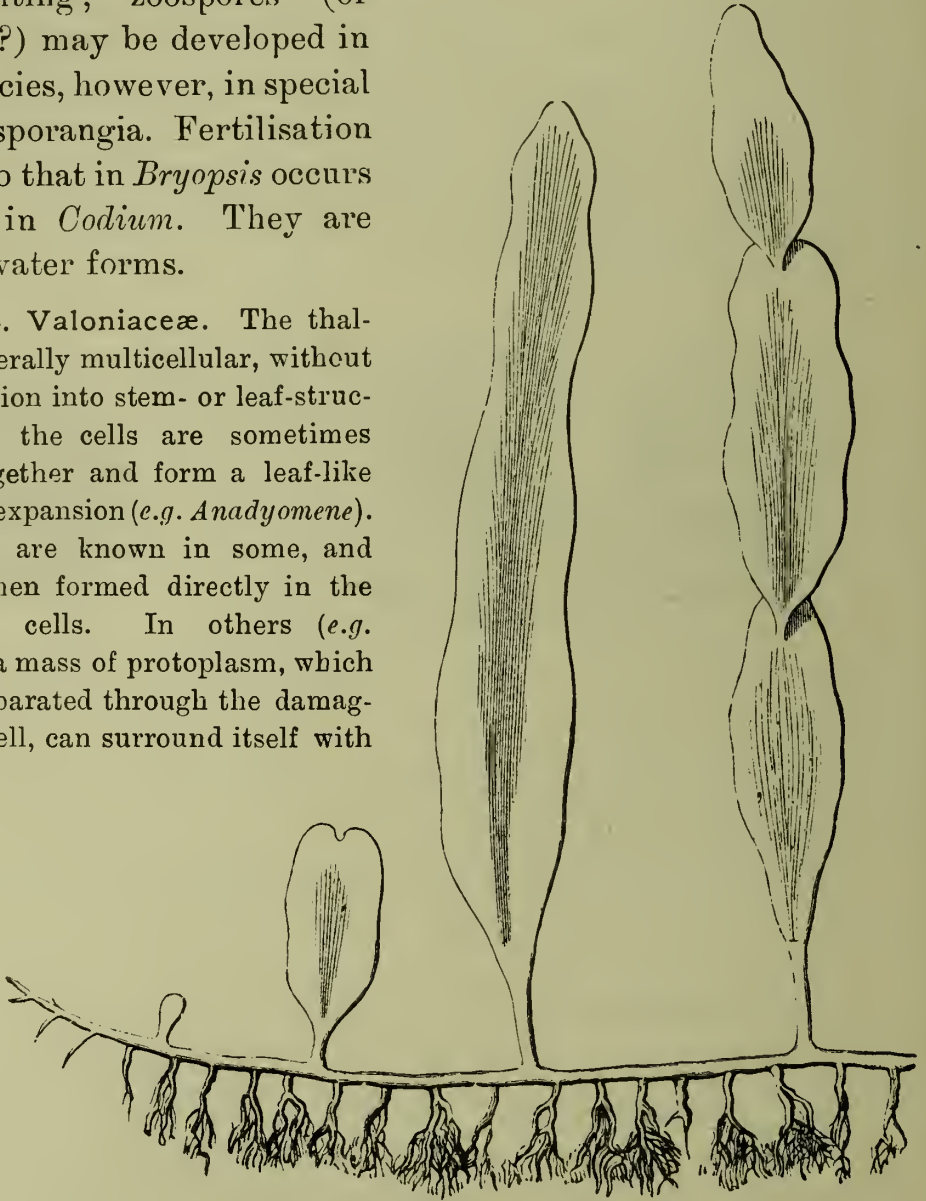 zoospores (or
?) may be developed in
cies, however, in special
sporangia. Fertilisation
o that in Bryopsis occurs
in Codium. They are
water forms.
. Valoniaceæ. The thal-
erally multicellular, without
ion into stem- or leaf-struc-
the cells are sometimes
gether and form a leaf-like
expansion (e.g. Anadyomene).
are known in some, and
hen formed directly in the
cells. In others (e.g.
a mass of protoplasm, which
parated through the damag-
ell, can surround itself with